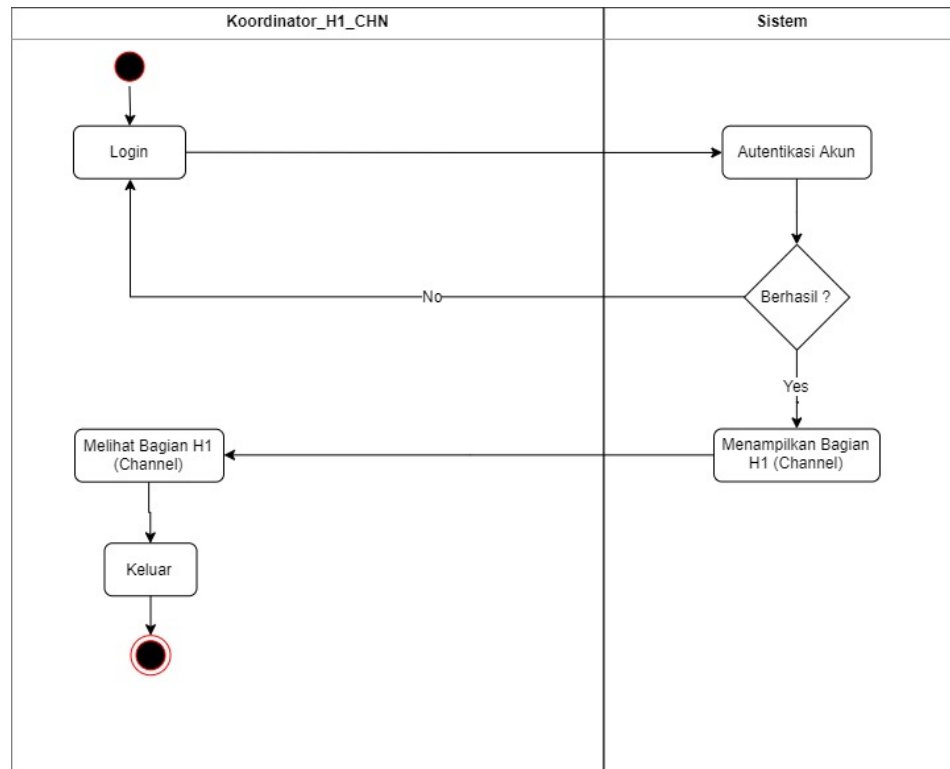 Koordinator_H1_CHN
Sistem
Login
Autentikasi Akun
Berhasil ?
No
Yes
Melihat Bagian H1
(Channel)
Menampilkan Bagian
H1 (Channel)
Keluar